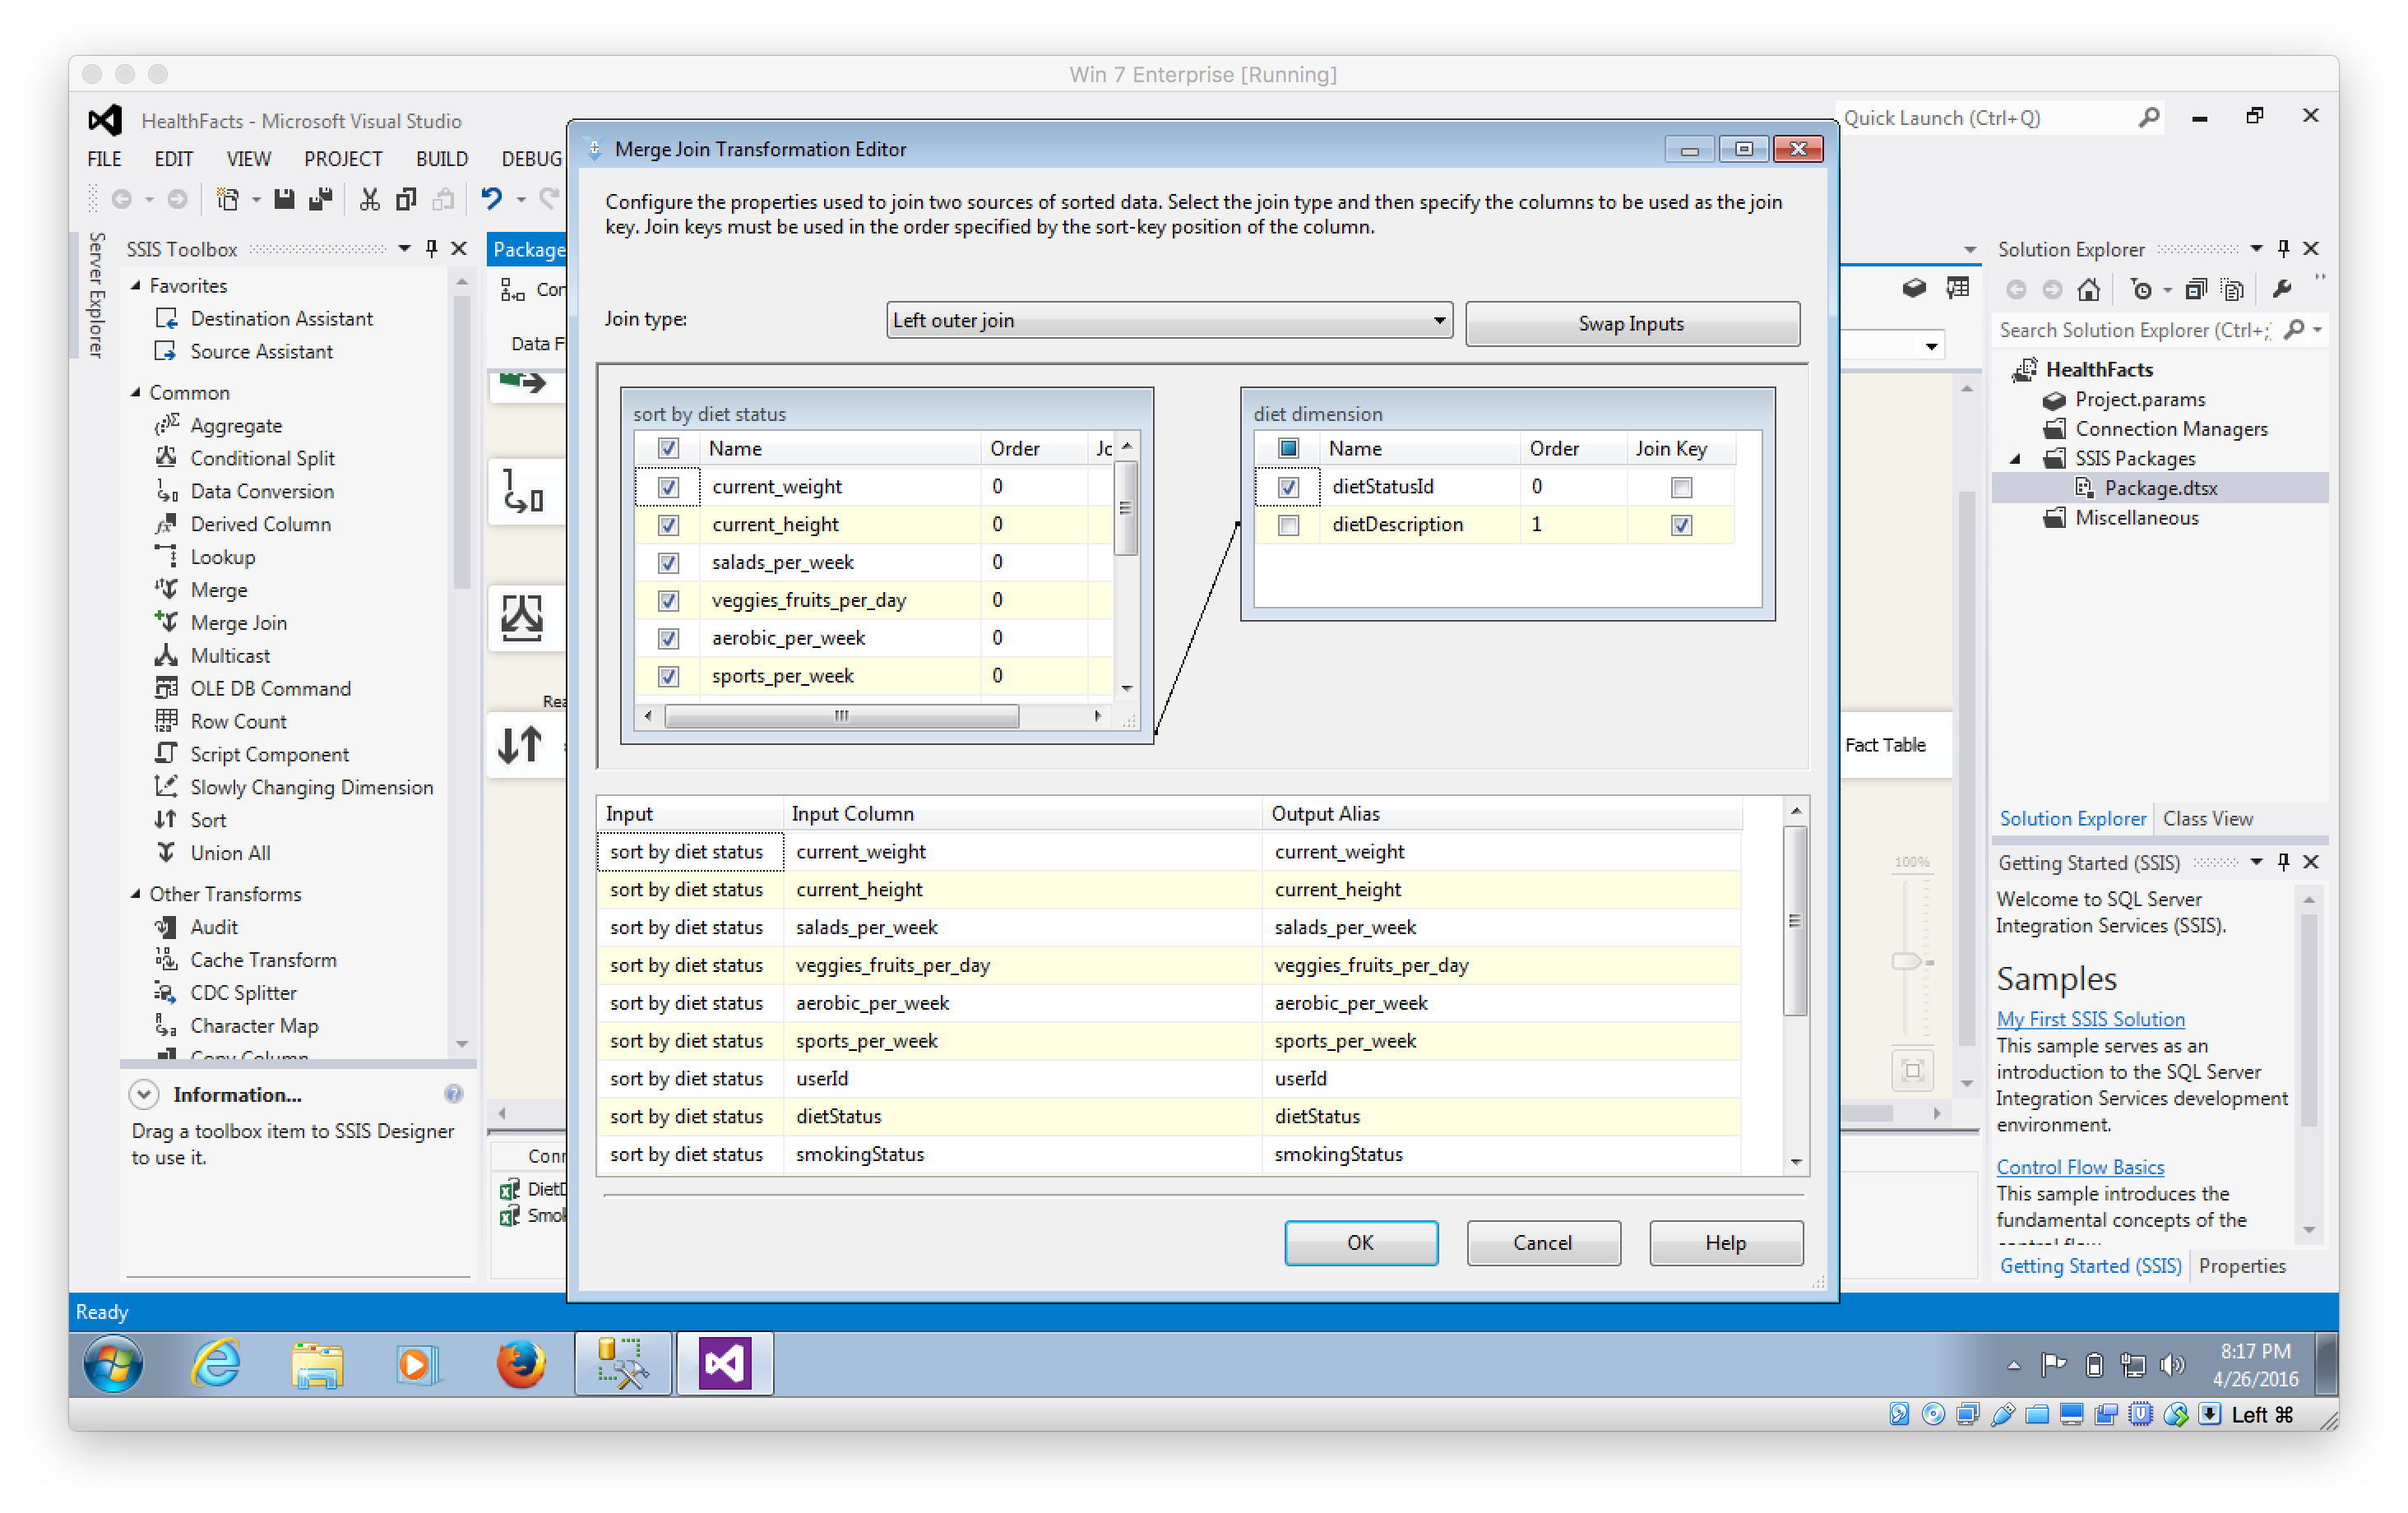 Win 7 Enterprise [Running]
HealthFacts - Microsoft Visual Studio
Quick Launch (Ctrl+Q)
FILE EDIT VIEW PROJECT BUILD DEBUG
Server Explorer
SSIS Toolbox
Favorites
Destination Assistant
Source Assistant
Common
Aggregate
Conditional Split
Data Conversion
Derived Column
Lookup
Merge
Merge Join
Multicast
OLE DB Command
Row Count
Script Component
Slowly Changing Dimension
Sort
Union All
Other Transforms
Audit
Cache Transform
CDC Splitter
Character Map
Copy Column
Information...
Drag a toolbox item to SSIS Designer
to use it.
Package
Con
Data F
Rea
Conn
DietD
Smok
Merge Join Transformation Editor
Configure the properties used to join two sources of sorted data. Select the join type and then specify the columns to be used as the join
key. Join keys must be used in the order specified by the sort-key position of the column.
Join type:
Left outer join
Swap Inputs
sort by diet status
Name Order Jc
current_weight 0
current_height 0
salads_per_week 0
veggies_fruits_per_day 0
aerobic_per_week 0
sports_per_week 0
diet dimension
Name Order Join Key
dietStatusId 0
dietDescription 1
Input Input Column Output Alias
sort by diet status current_weight current_weight
sort by diet status current_height current_height
sort by diet status salads_per_week salads_per_week
sort by diet status veggies_fruits_per_day veggies_fruits_per_day
sort by diet status aerobic_per_week aerobic_per_week
sort by diet status sports_per_week sports_per_week
sort by diet status userId userId
sort by diet status dietStatus dietStatus
sort by diet status smokingStatus smokingStatus
OK Cancel Help
Fact Table
100%
Solution Explorer
Search Solution Explorer (Ctrl+;
HealthFacts
Project.params
Connection Managers
SSIS Packages
Package.dtsx
Miscellaneous
Solution Explorer Class View
Getting Started (SSIS)
Welcome to SQL Server
Integration Services (SSIS).
Samples
My First SSIS Solution
This sample serves as an
introduction to the SQL Server
Integration Services development
environment.
Control Flow Basics
This sample introduces the
fundamental concepts of the
control flow
Getting Started (SSIS) Properties
Ready
8:17 PM
4/26/2016
Left ⌘